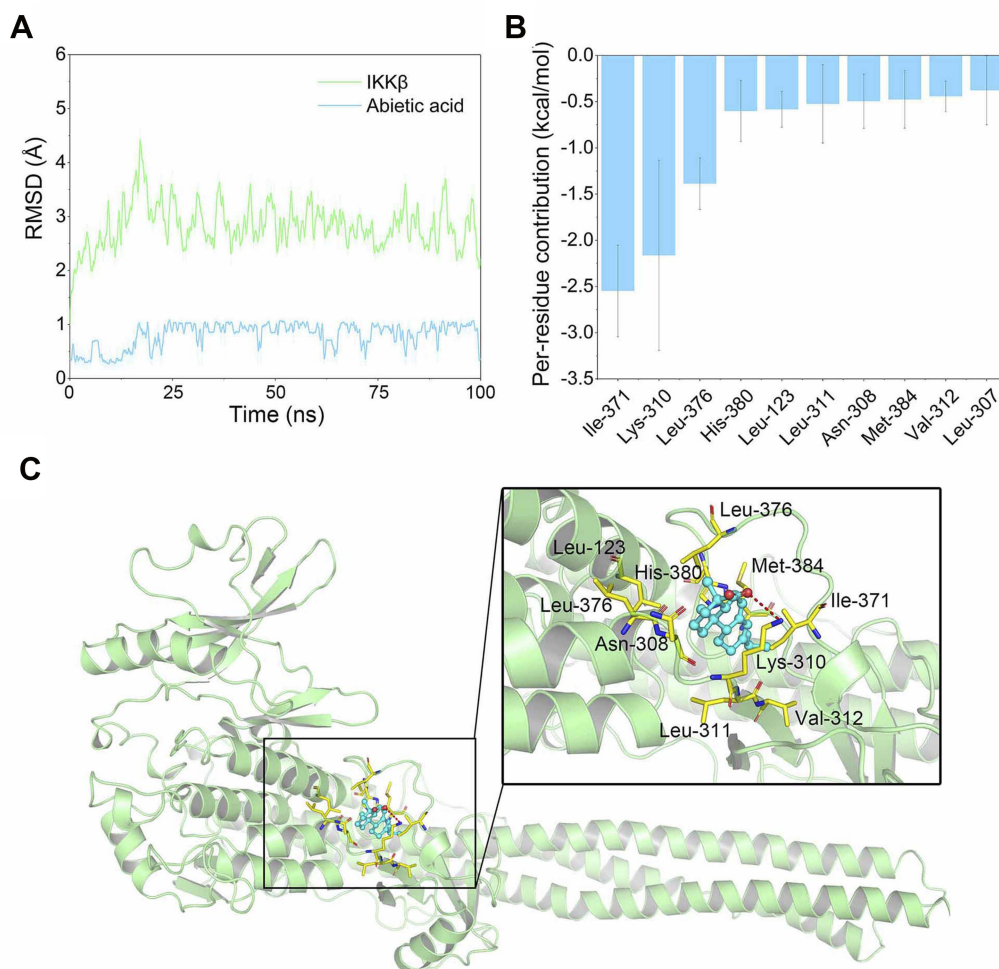 A
RMSD (Å)
6
5
4
3
2
1
0
IKKβ
Abietic acid
0
25
50
75
100
Time (ns)
B
Per-residue contribution (kcal/mol)
0.0
-0.5
-1.0
-1.5
-2.0
-2.5
-3.0
-3.5
Ile-371
Lys-310
Leu-376
His-380
Leu-123
Leu-311
Asn-308
Met-384
Val-312
Leu-307
C
Leu-376
Leu-123
His-380
Met-384
Leu-376
Ile-371
Asn-308
Lys-310
Leu-311
Val-312